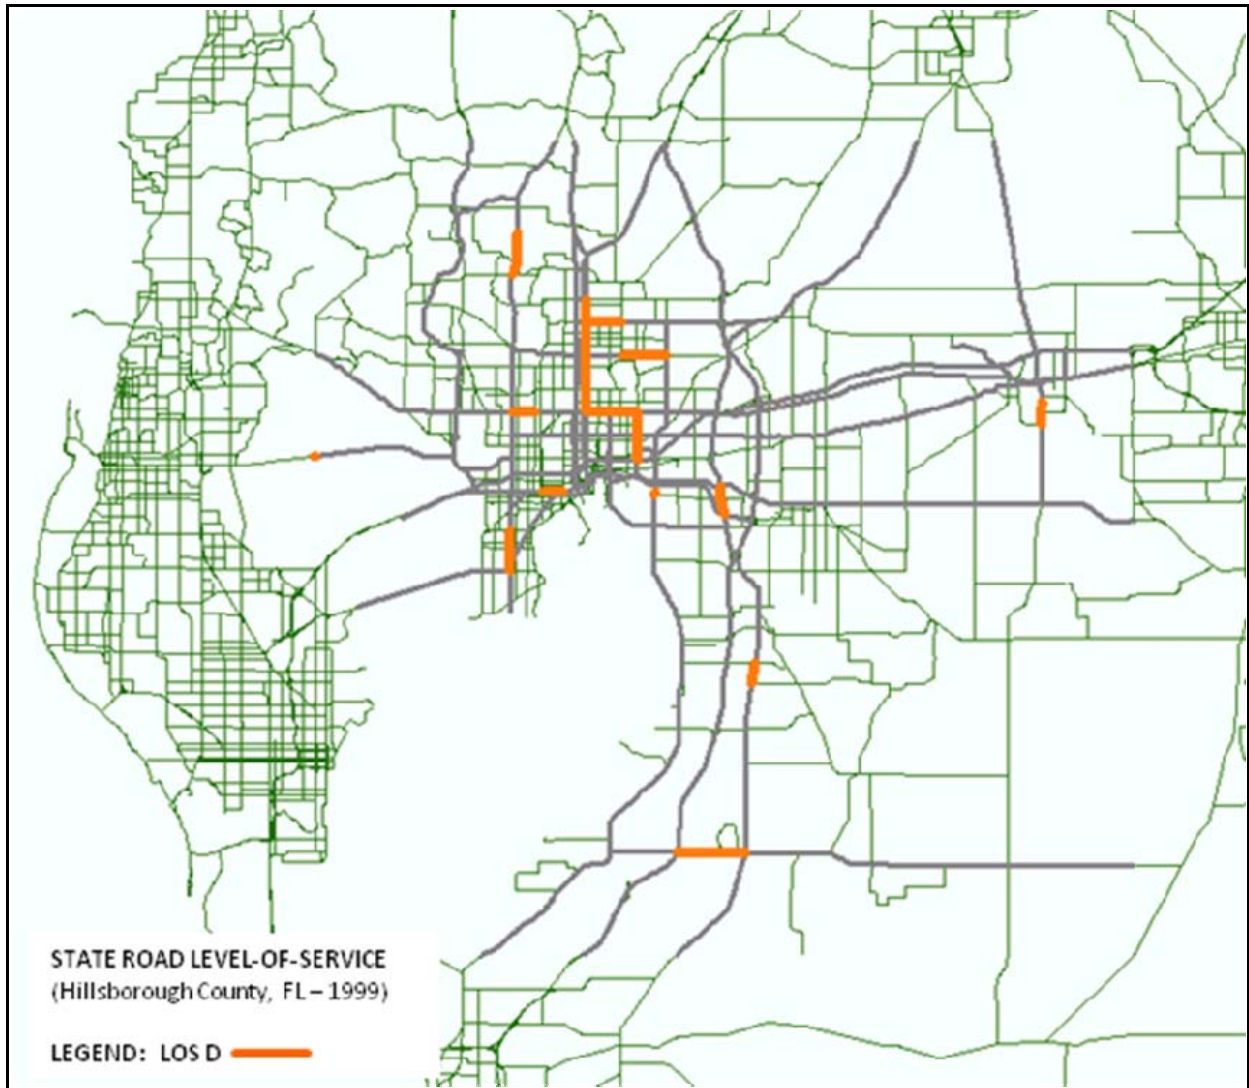 STATE ROAD LEVEL-OF-SERVICE
(Hillsborough County, FL – 1999)
LEGEND: LOS D